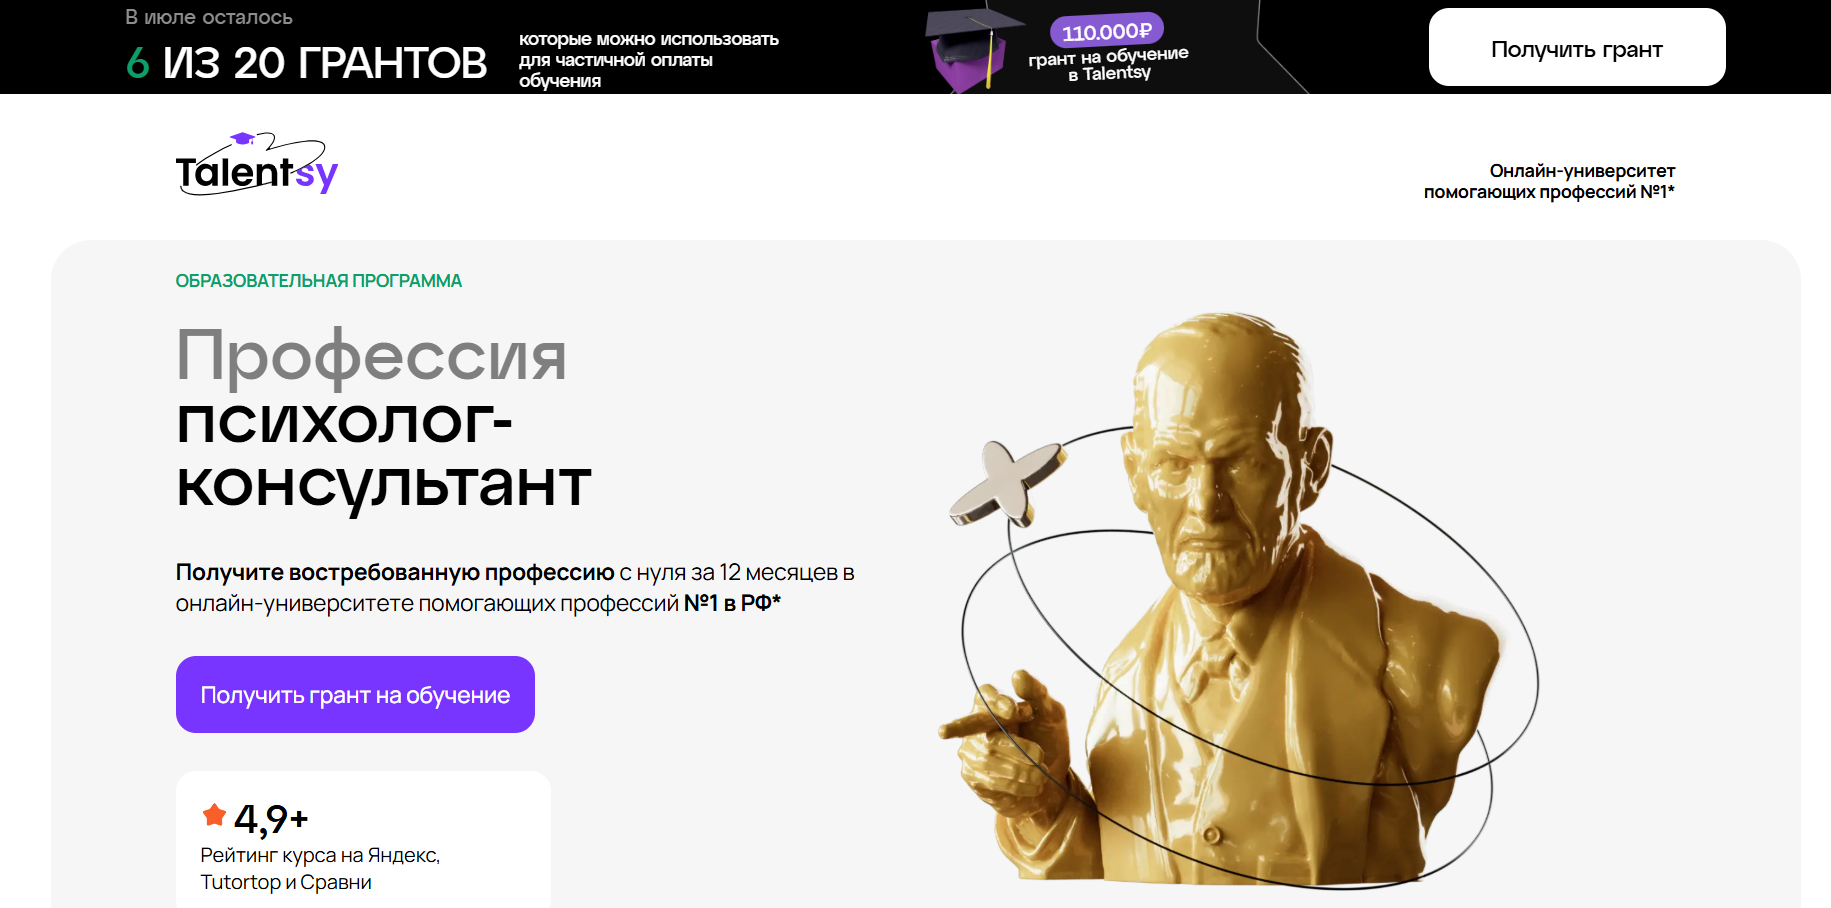 В июле осталось
6 ИЗ 20 ГРАНТОВ
которые можно использовать
для частичной оплаты
обучения
110.000₽
грант на обучение
в Talentsy
Получить грант
Talentsy
Онлайн-университет
помогающих профессий №1*
ОБРАЗОВАТЕЛЬНАЯ ПРОГРАММА
Профессия
психолог-
консультант
Получите востребованную профессию с нуля за 12 месяцев в
онлайн-университете помогающих профессий №1 в РФ*
Получить грант на обучение
4,9+
Рейтинг курса на Яндекс,
Tutortop и Сравни